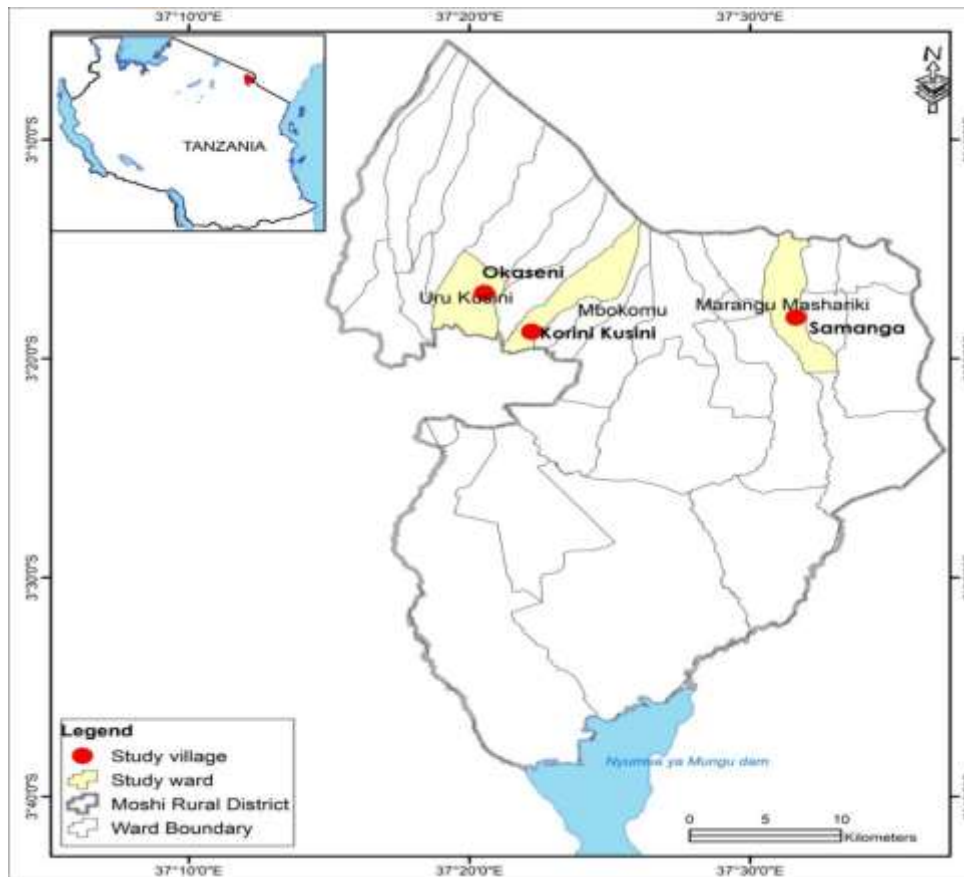 37°10'0"E 37°20'0"E 37°30'0"E
N
TANZANIA
3°10'0"S
Okaseni
Uru Kusini
Mbokomu
Korini Kusini
Marangu Mashariki
Samanga
3°20'0"S
3°30'0"S
Legend
Study village
Study ward
Moshi Rural District
Ward Boundary
Nyumba ya Mungu dam
3°40'0"S
0 5 10
Kilometers
37°10'0"E 37°20'0"E 37°30'0"E